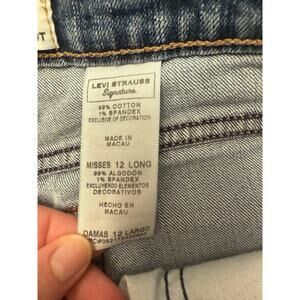 LEVI STRAUSS
Signature
99% COTTON
1% SPANDEX
EXCLUSIVE OF DECORATION
MADE IN
MACAU
MISSES 12 LONG
99% ALGODÓN
1% SPANDEX
EXCLUYENDO ELEMENTOS
DECORATIVOS
HECHO EN
MACAU
DAMAS 12 LARGO